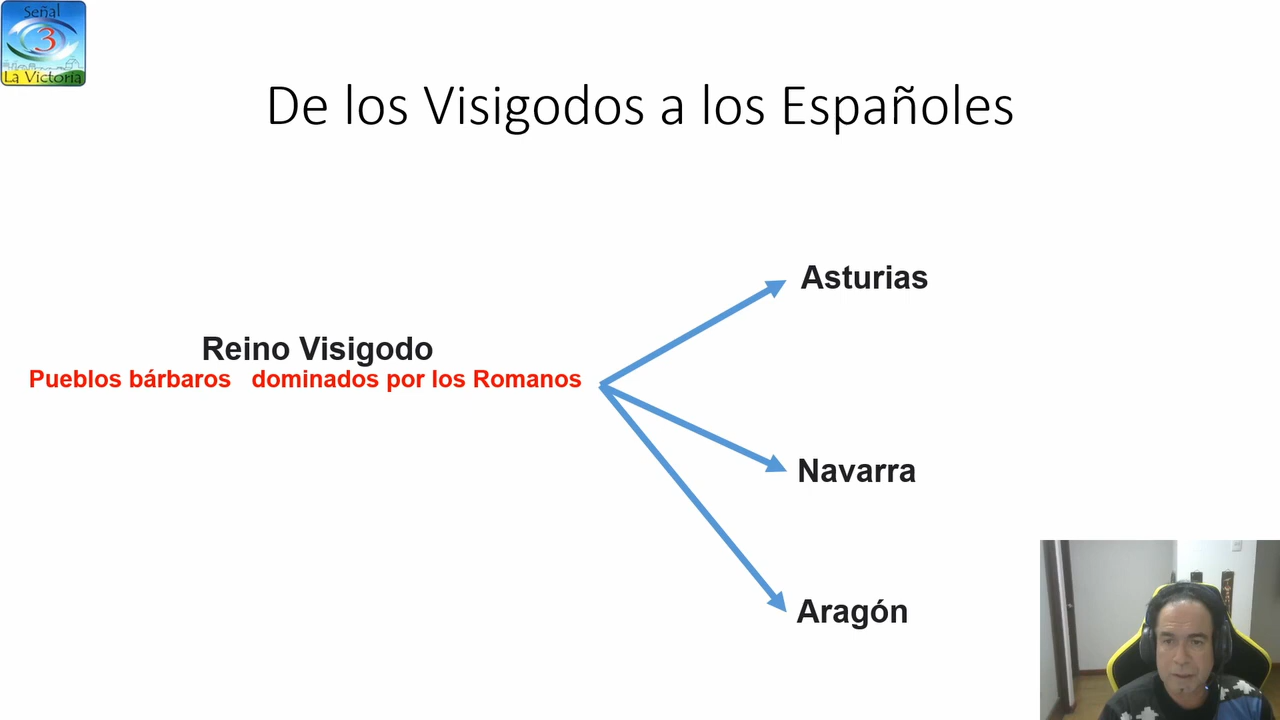 Señal
3
La Victoria
De los Visigodos a los Españoles
Asturias
Reino Visigodo
Pueblos bárbaros dominados por los Romanos
Navarra
Aragón